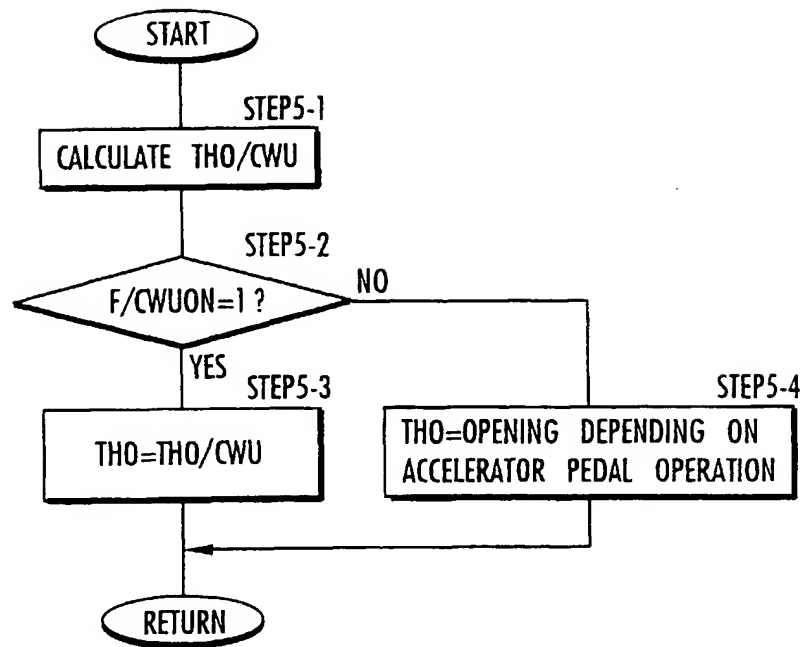 START
STEP5-1
CALCULATE THO/CWU
STEP5-2
F/CWUON=1 ?
NO
YES
STEP5-3
THO=THO/CWU
STEP5-4
THO=OPENING DEPENDING ON
ACCELERATOR PEDAL OPERATION
RETURN